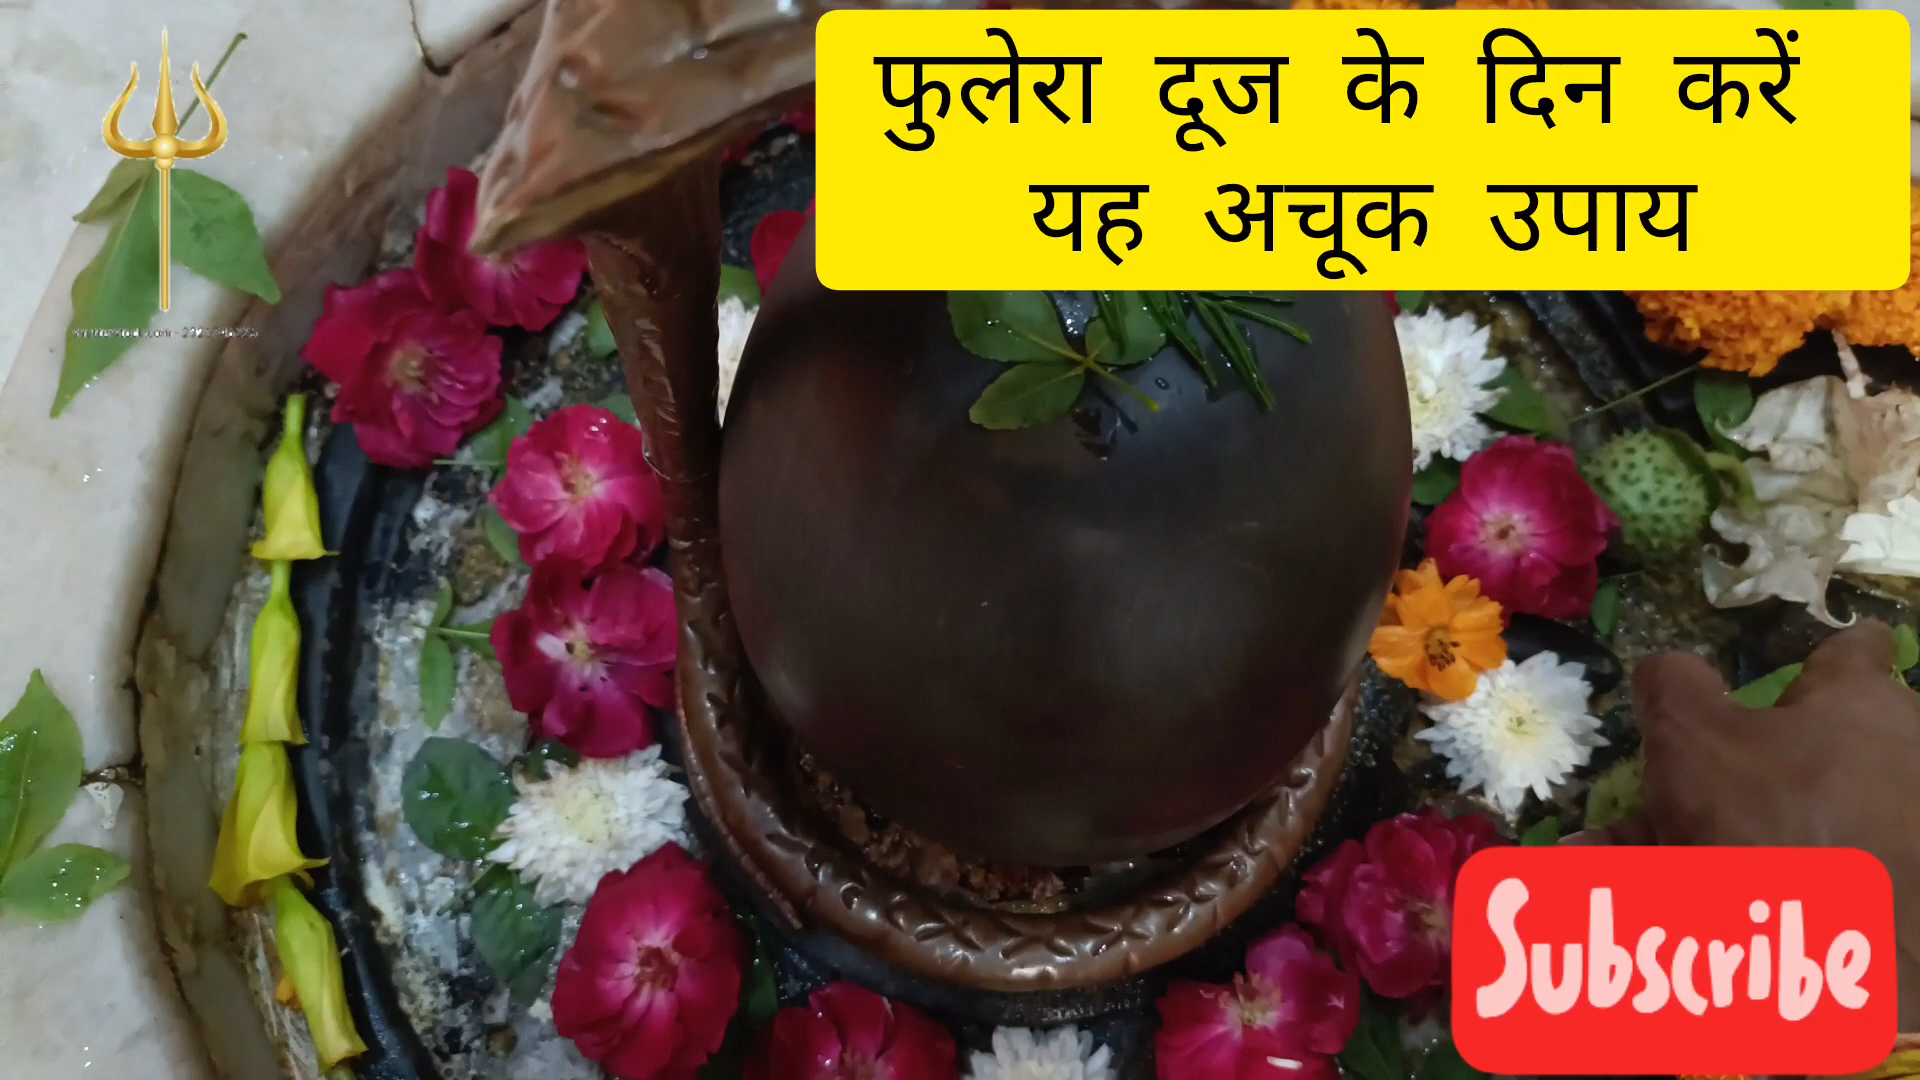 फुलेरा दूज के दिन करें
यह अचूक उपाय
Subscribe